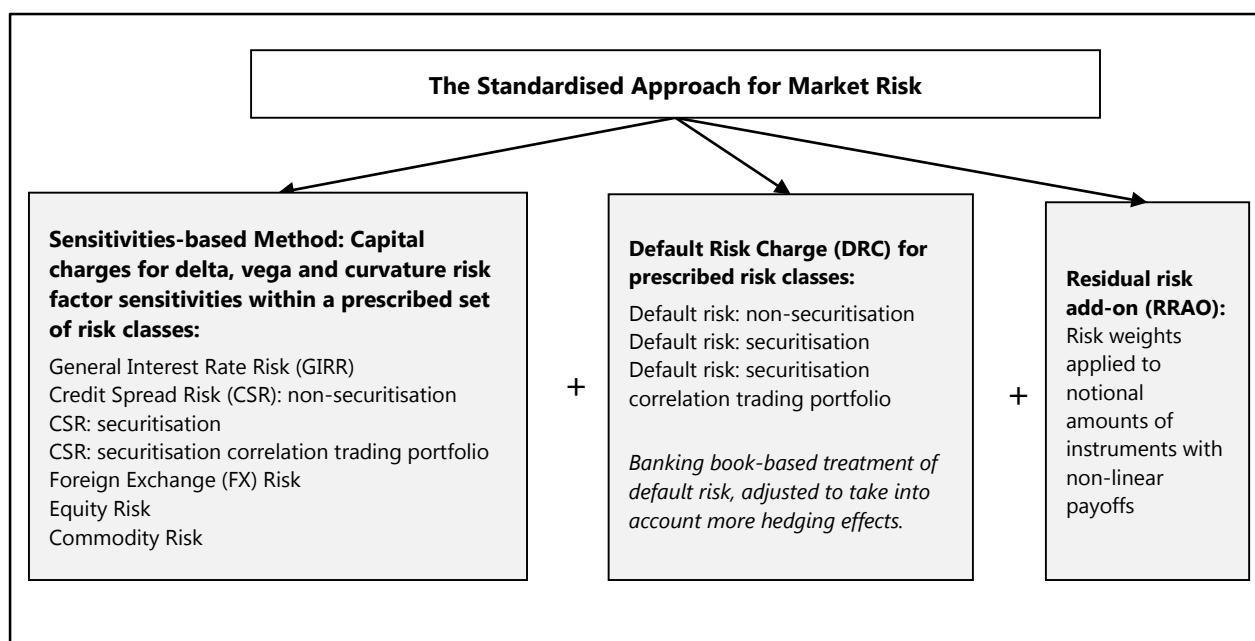 The Standardised Approach for Market Risk
Sensitivities-based Method: Capital
charges for delta, vega and curvature risk
factor sensitivities within a prescribed set
of risk classes:
General Interest Rate Risk (GIRR)
Credit Spread Risk (CSR): non-securitisation
CSR: securitisation
CSR: securitisation correlation trading portfolio
Foreign Exchange (FX) Risk
Equity Risk
Commodity Risk
+
Default Risk Charge (DRC) for
prescribed risk classes:
Default risk: non-securitisation
Default risk: securitisation
Default risk: securitisation
correlation trading portfolio
Banking book-based treatment of
default risk, adjusted to take into
account more hedging effects.
+
Residual risk
add-on (RRAO):
Risk weights
applied to
notional
amounts of
instruments with
non-linear
payoffs